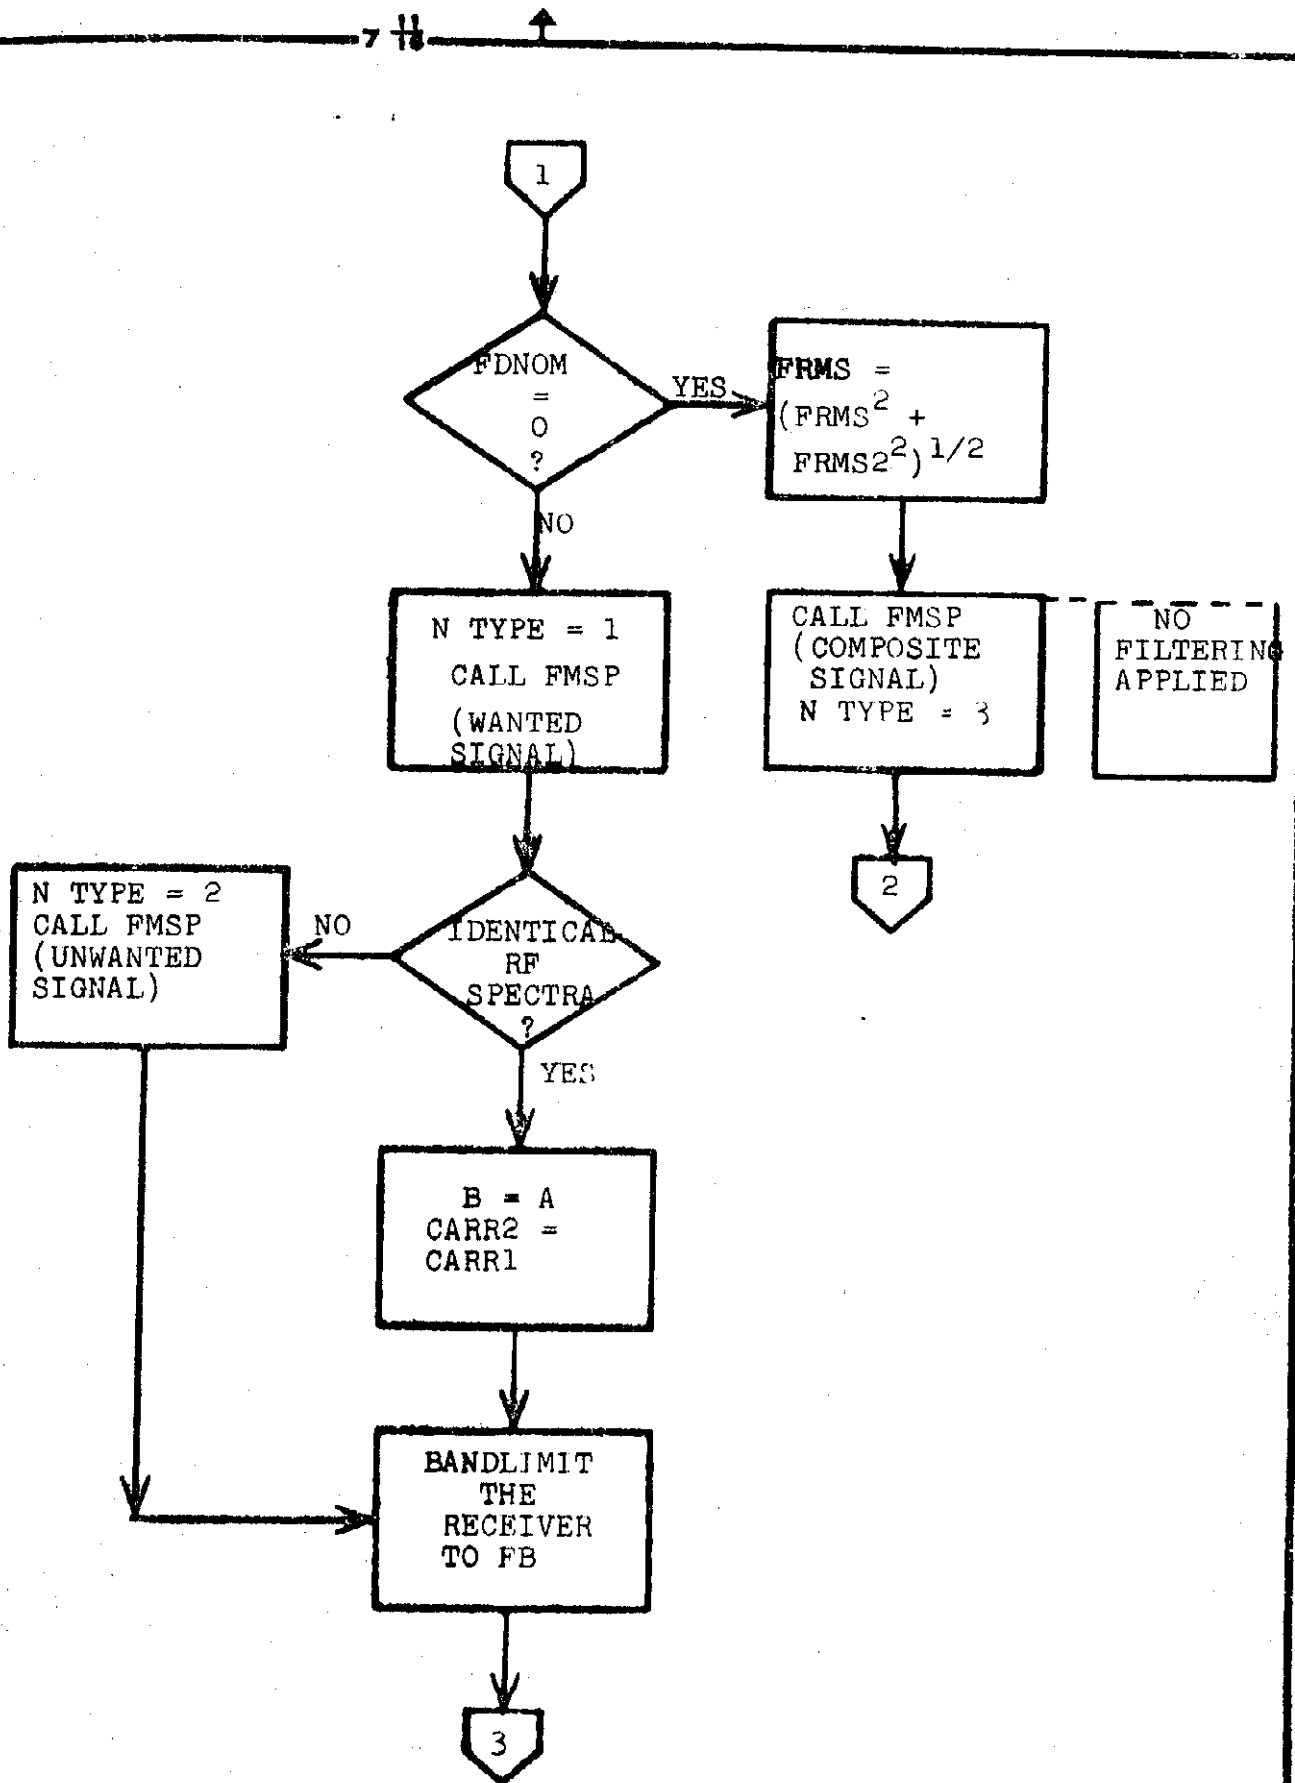 7 11/16
1
FDNOM
=
0
?
YES
FRMS =
(FRMS² +
FRMS2²)^1/2
NO
N TYPE = 1
CALL FMSP
(WANTED
SIGNAL)
CALL FMSP
(COMPOSITE
SIGNAL)
N TYPE = 3
NO
FILTERING
APPLIED
2
N TYPE = 2
CALL FMSP
(UNWANTED
SIGNAL)
NO
IDENTICAL
RF
SPECTRA
?
YES
B = A
CARR2 =
CARR1
BANDLIMIT
THE
RECEIVER
TO FB
3